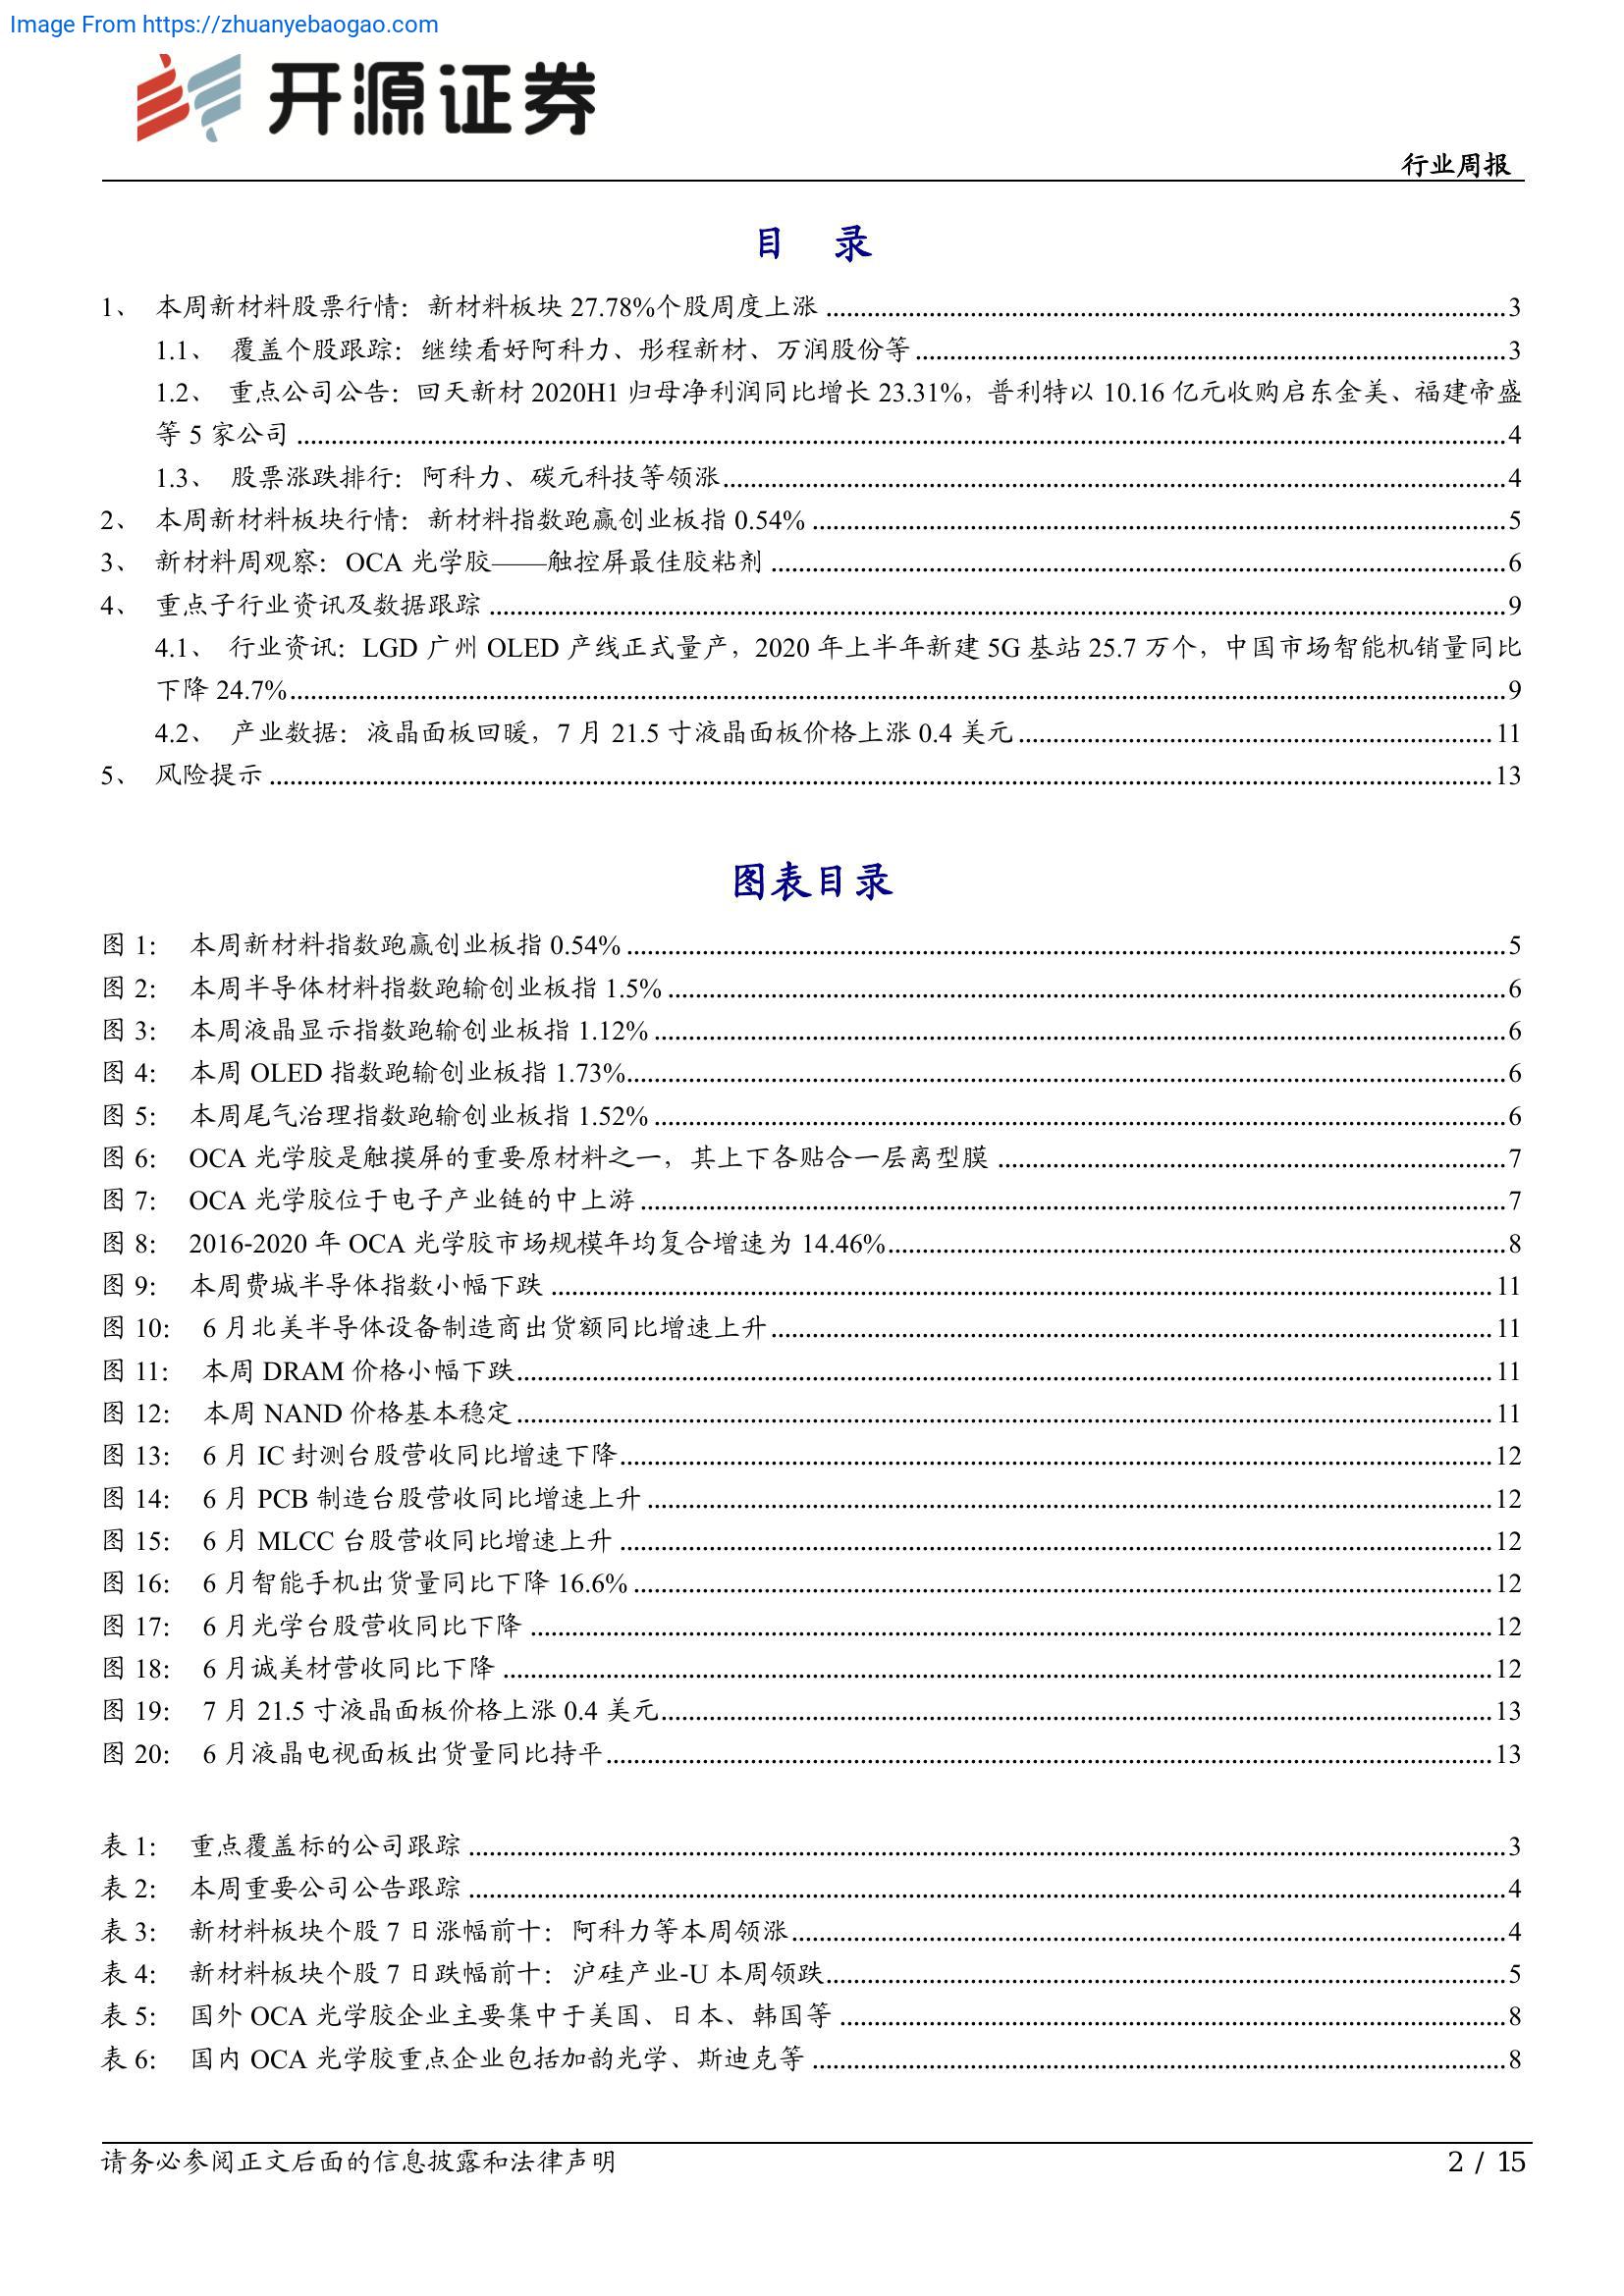 Image From https://zhuanyebaogao.com
开源证券
行业周报
目 录
1、 本周新材料股票行情：新材料板块 27.78%个股周度上涨 3
1.1、 覆盖个股跟踪：继续看好阿科力、彤程新材、万润股份等 3
1.2、 重点公司公告：回天新材 2020H1 归母净利润同比增长 23.31%，普利特以 10.16 亿元收购启东金美、福建帝盛
等 5 家公司 4
1.3、 股票涨跌排行：阿科力、碳元科技等领涨 4
2、 本周新材料板块行情：新材料指数跑赢创业板指 0.54% 5
3、 新材料周观察：OCA 光学胶——触控屏最佳胶粘剂 6
4、 重点子行业资讯及数据跟踪 9
4.1、 行业资讯：LGD 广州 OLED 产线正式量产，2020 年上半年新建 5G 基站 25.7 万个，中国市场智能机销量同比
下降 24.7% 9
4.2、 产业数据：液晶面板回暖，7 月 21.5 寸液晶面板价格上涨 0.4 美元 11
5、 风险提示 13
图表目录
图 1： 本周新材料指数跑赢创业板指 0.54% 5
图 2： 本周半导体材料指数跑输创业板指 1.5% 6
图 3： 本周液晶显示指数跑输创业板指 1.12% 6
图 4： 本周 OLED 指数跑输创业板指 1.73% 6
图 5： 本周尾气治理指数跑输创业板指 1.52% 6
图 6： OCA 光学胶是触摸屏的重要原材料之一，其上下各贴合一层离型膜 7
图 7： OCA 光学胶位于电子产业链的中上游 7
图 8： 2016-2020 年 OCA 光学胶市场规模年均复合增速为 14.46% 8
图 9： 本周费城半导体指数小幅下跌 11
图 10： 6 月北美半导体设备制造商出货额同比增速上升 11
图 11： 本周 DRAM 价格小幅下跌 11
图 12： 本周 NAND 价格基本稳定 11
图 13： 6 月 IC 封测台股营收同比增速下降 12
图 14： 6 月 PCB 制造台股营收同比增速上升 12
图 15： 6 月 MLCC 台股营收同比增速上升 12
图 16： 6 月智能手机出货量同比下降 16.6% 12
图 17： 6 月光学台股营收同比下降 12
图 18： 6 月诚美材营收同比下降 12
图 19： 7 月 21.5 寸液晶面板价格上涨 0.4 美元 13
图 20： 6 月液晶电视面板出货量同比持平 13
表 1： 重点覆盖标的公司跟踪 3
表 2： 本周重要公司公告跟踪 4
表 3： 新材料板块个股 7 日涨幅前十：阿科力等本周领涨 4
表 4： 新材料板块个股 7 日跌幅前十：沪硅产业-U 本周领跌 5
表 5： 国外 OCA 光学胶企业主要集中于美国、日本、韩国等 8
表 6： 国内 OCA 光学胶重点企业包括加韵光学、斯迪克等 8
请务必参阅正文后面的信息披露和法律声明
2 / 15